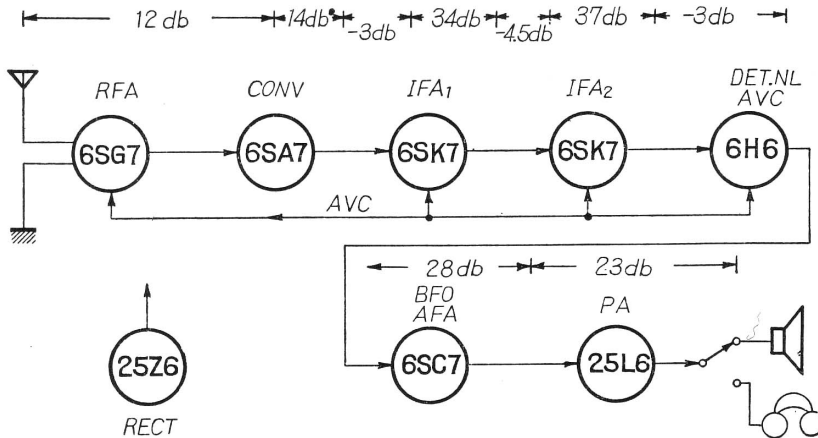 12 db 14db -3db 34db -4.5db 37db -3db
RFA CONV IFA1 IFA2 DET.NL
AVC
6SG7 6SA7 6SK7 6SK7 6H6
AVC
28db 23db
BFO
AFA PA
25Z6 6SC7 25L6
RECT